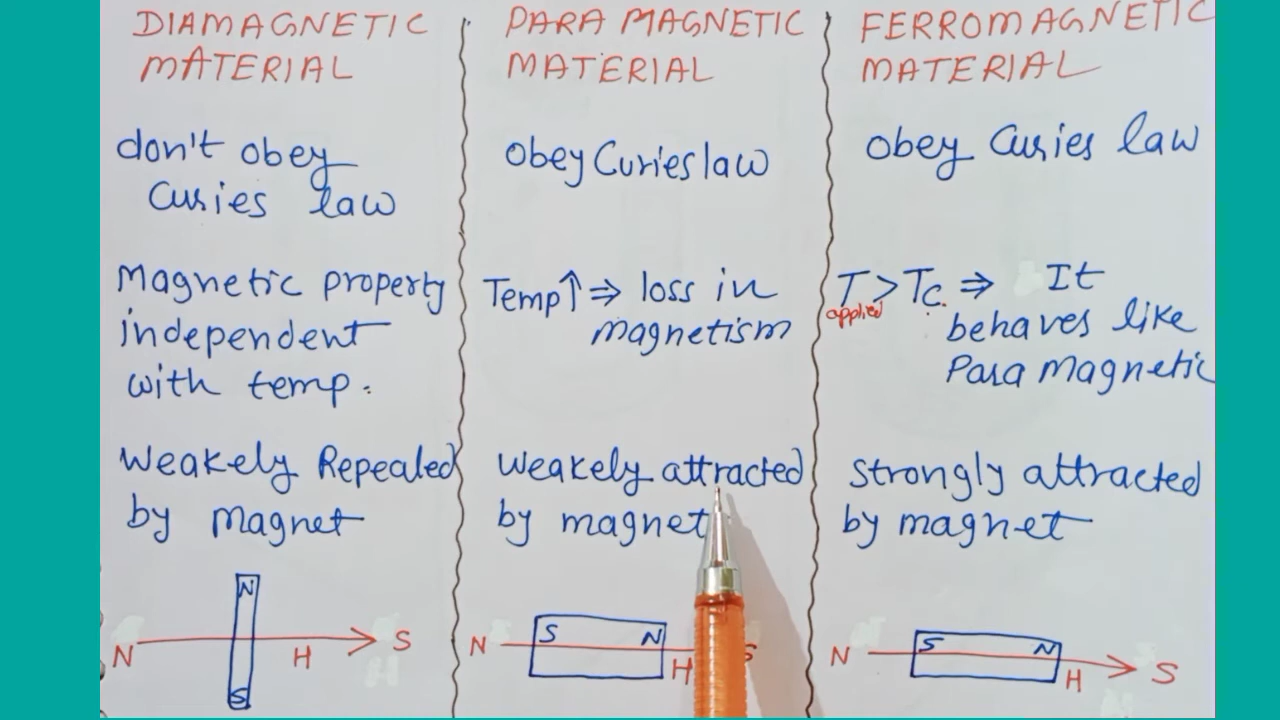 DIAMAGNETIC
MATERIAL
don't obey
Curies law
Magnetic property
independent
with temp.
Weakely Repealed
by magnet
N
S
N
H
S
PARA MAGNETIC
MATERIAL
obey Curies law
Temp↑ ⇒ loss in
magnetism
Weakely attracted
by magnet
N
S N
H
S
FERROMAGNETIC
MATERIAL
obey Curies law
T > Tc. ⇒ It
applied
behaves like
Para Magnetic
Strongly attracted
by magnet
N
S N
H
S